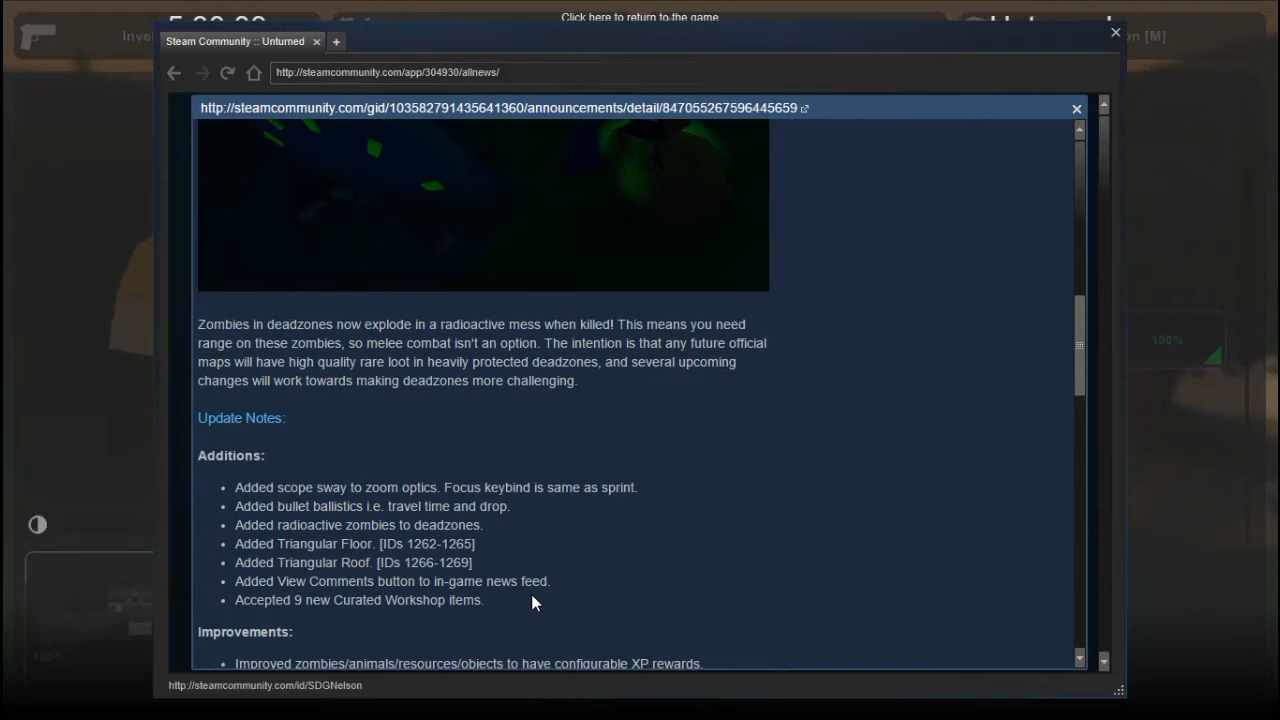 Click here to return to the game
Inve
on [M]
Steam Community :: Unturned
http://steamcommunity.com/app/304930/allnews/
http://steamcommunity.com/gid/103582791435641360/announcements/detail/847055267596445659
Zombies in deadzones now explode in a radioactive mess when killed! This means you need
range on these zombies, so melee combat isn't an option. The intention is that any future official
maps will have high quality rare loot in heavily protected deadzones, and several upcoming
changes will work towards making deadzones more challenging.
Update Notes:
Additions:
• Added scope sway to zoom optics. Focus keybind is same as sprint.
• Added bullet ballistics i.e. travel time and drop.
• Added radioactive zombies to deadzones.
• Added Triangular Floor. [IDs 1262-1265]
• Added Triangular Roof. [IDs 1266-1269]
• Added View Comments button to in-game news feed.
• Accepted 9 new Curated Workshop items.
Improvements:
• Improved zombies/animals/resources/objects to have configurable XP rewards.
http://steamcommunity.com/id/SDGNelson
100%
100%